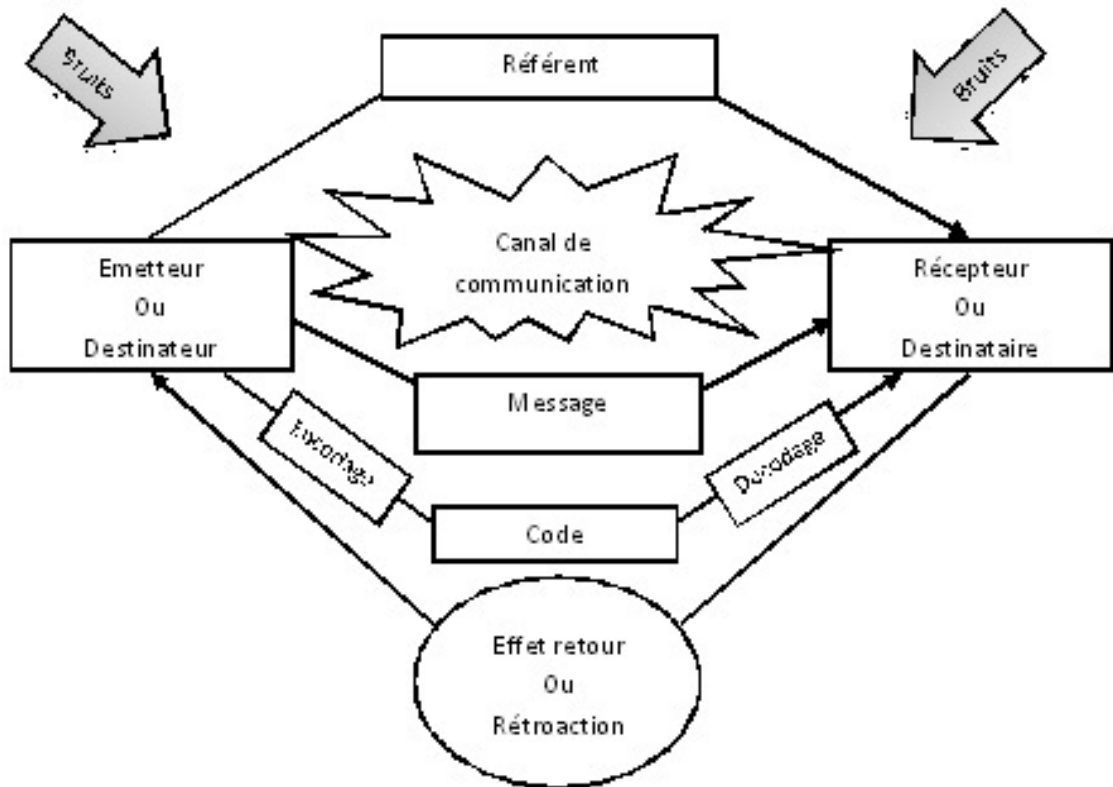 Bruits
Référent
Bruits
Canal de
communication
Emetteur
Ou
Destinateur
Récepteur
Ou
Destinataire
Message
Encodage
Decodage
Code
Effet retour
Ou
Rétroaction